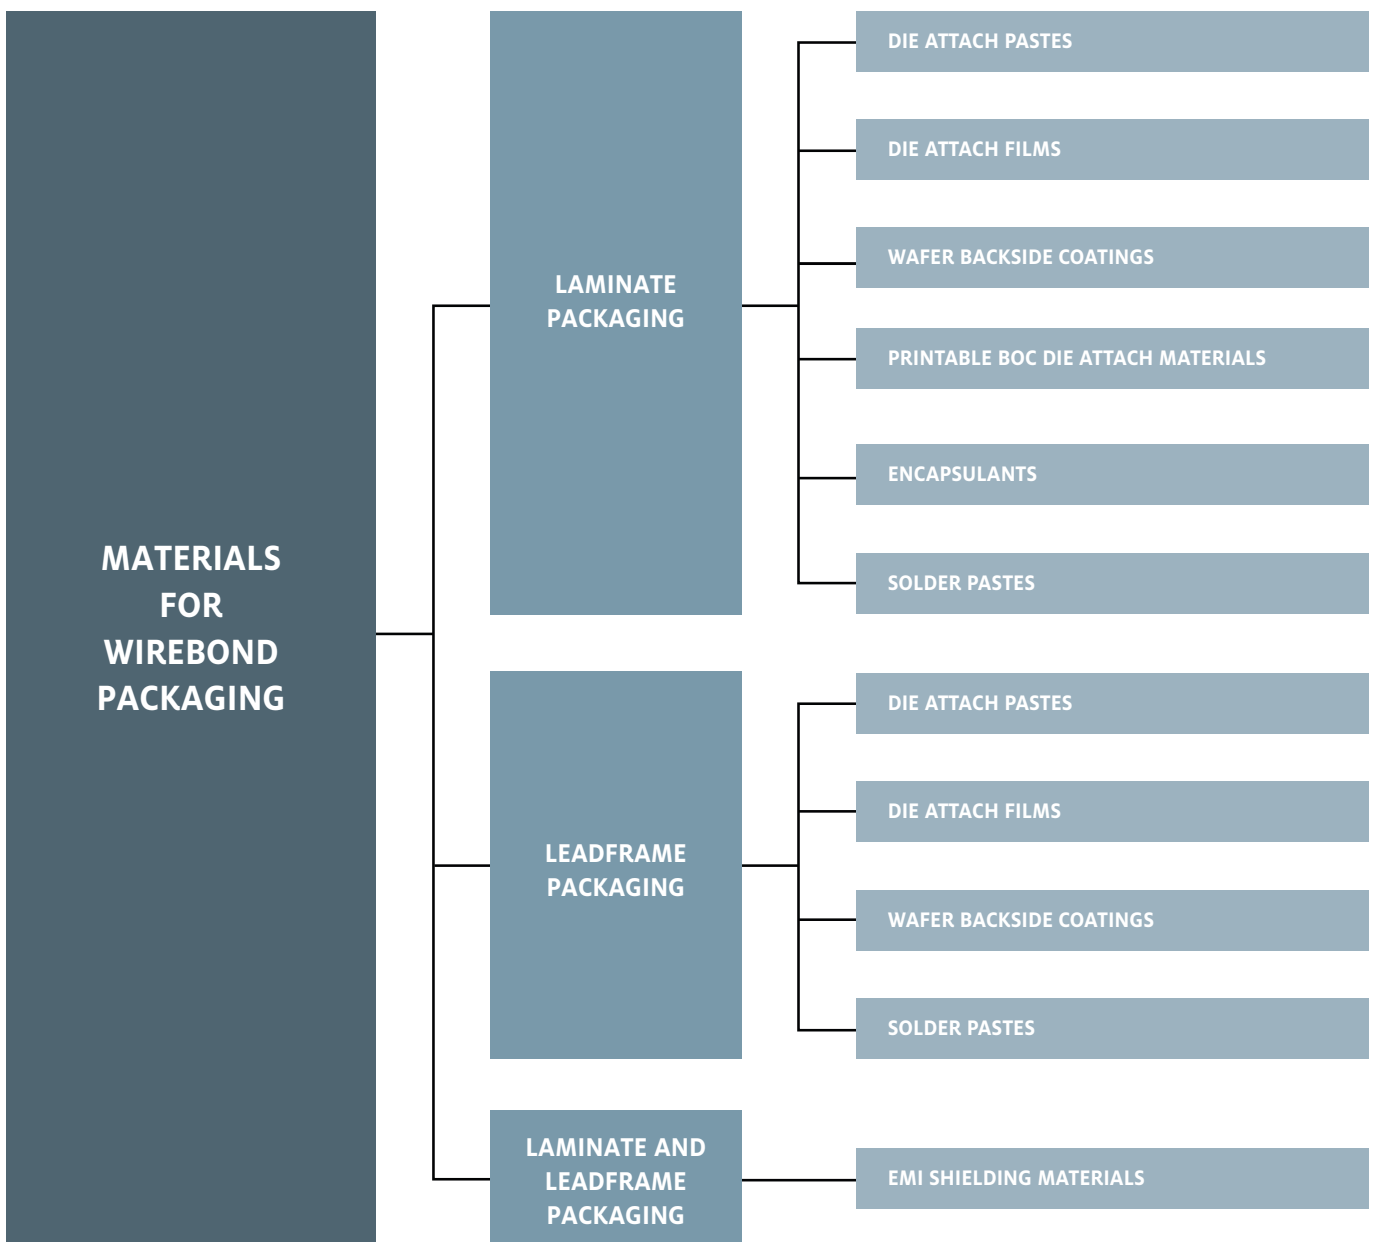 MATERIALS
FOR
WIREBOND
PACKAGING
LAMINATE
PACKAGING
DIE ATTACH PASTES
DIE ATTACH FILMS
WAFER BACKSIDE COATINGS
PRINTABLE BOC DIE ATTACH MATERIALS
ENCAPSULANTS
SOLDER PASTES
LEADFRAME
PACKAGING
DIE ATTACH PASTES
DIE ATTACH FILMS
WAFER BACKSIDE COATINGS
SOLDER PASTES
LAMINATE AND
LEADFRAME
PACKAGING
EMI SHIELDING MATERIALS